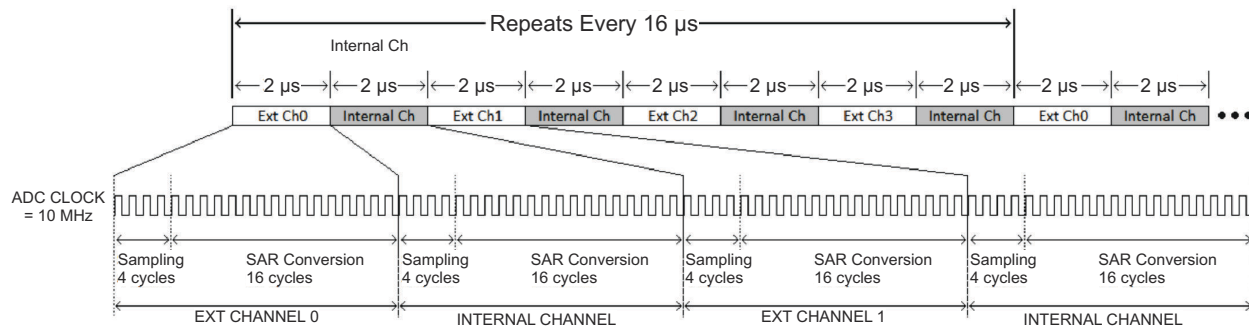 Repeats Every 16 µs
Internal Ch
2 µs 2 µs 2 µs 2 µs 2 µs 2 µs 2 µs 2 µs 2 µs 2 µs
Ext Ch0 Internal Ch Ext Ch1 Internal Ch Ext Ch2 Internal Ch Ext Ch3 Internal Ch Ext Ch0 Internal Ch •••
ADC CLOCK
= 10 MHz
Sampling SAR Conversion Sampling SAR Conversion Sampling SAR Conversion Sampling SAR Conversion
4 cycles 16 cycles 4 cycles 16 cycles 4 cycles 16 cycles 4 cycles 16 cycles
EXT CHANNEL 0 INTERNAL CHANNEL EXT CHANNEL 1 INTERNAL CHANNEL